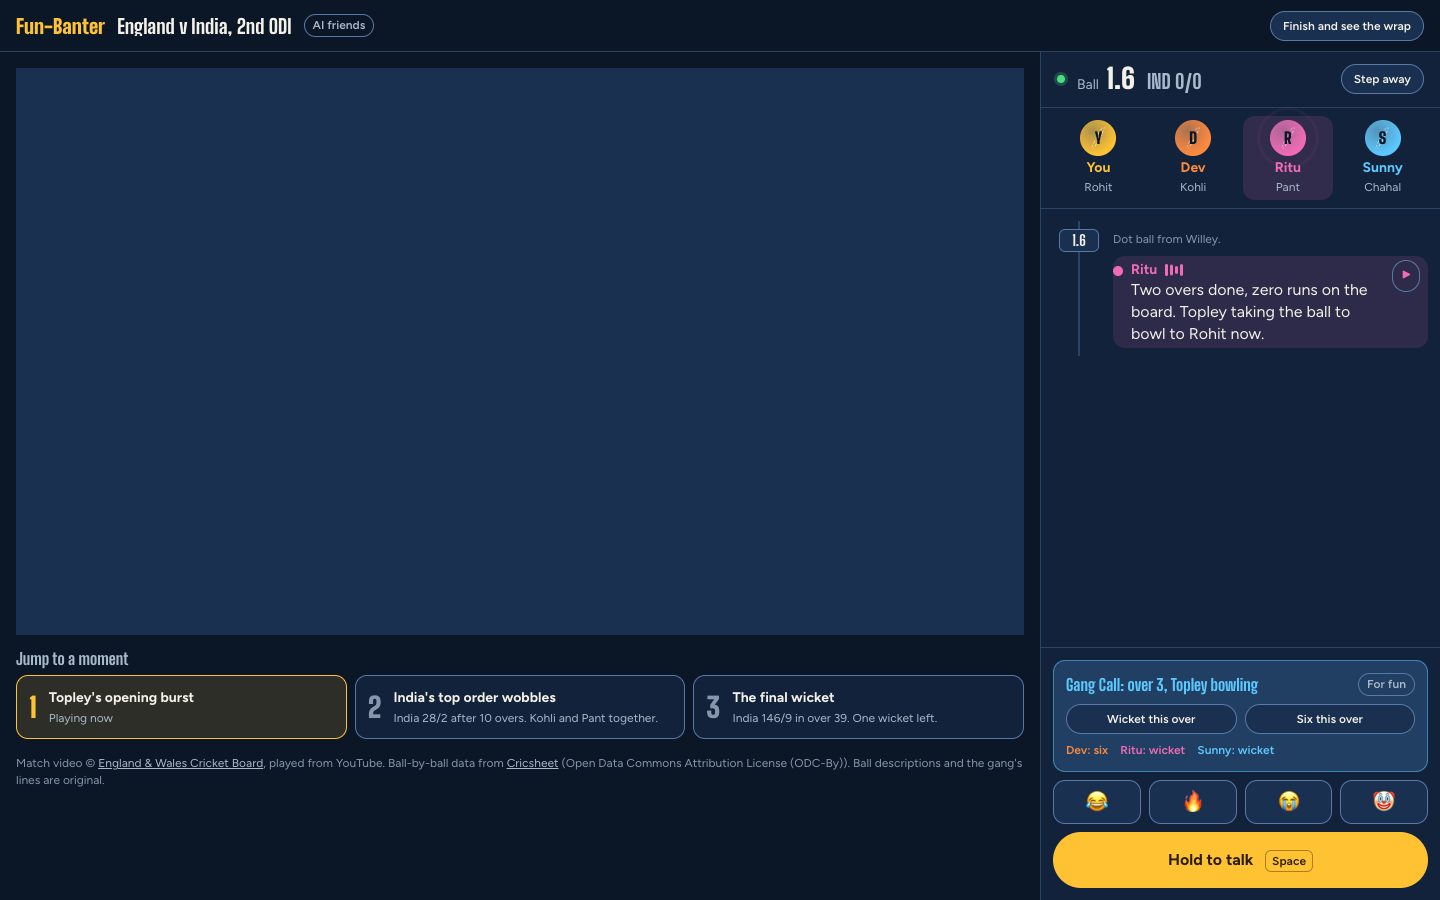 Fun-Banter England v India, 2nd ODI AI friends
Finish and see the wrap
Ball 1.6 IND 0/0
Step away
Y D R S
You Dev Ritu Sunny
Rohit Kohli Pant Chahal
1.6 Dot ball from Willey.
Ritu
Two overs done, zero runs on the
board. Topley taking the ball to
bowl to Rohit now.
Jump to a moment
1 Topley's opening burst
Playing now
2 India's top order wobbles
India 28/2 after 10 overs. Kohli and Pant together.
3 The final wicket
India 146/9 in over 39. One wicket left.
Match video © England & Wales Cricket Board, played from YouTube. Ball-by-ball data from Cricsheet (Open Data Commons Attribution License (ODC-By)). Ball descriptions and the gang's
lines are original.
Gang Call: over 3, Topley bowling
For fun
Wicket this over Six this over
Dev: six Ritu: wicket Sunny: wicket
Hold to talk Space